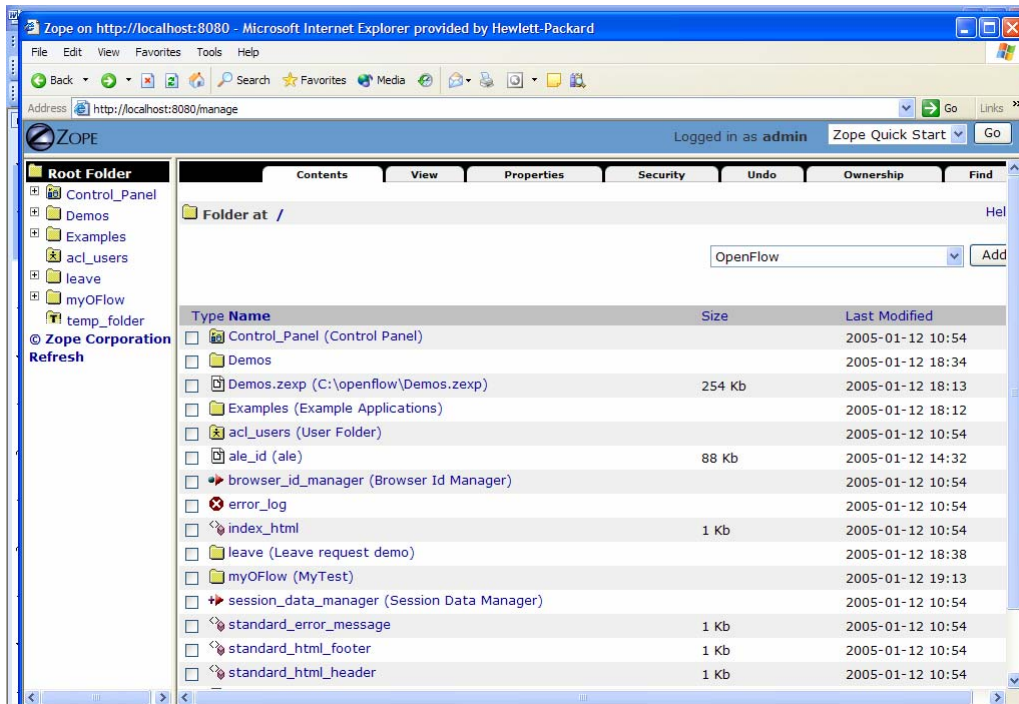 Zope on http://localhost:8080 - Microsoft Internet Explorer provided by Hewlett-Packard
File Edit View Favorites Tools Help
Back Search Favorites Media
Address http://localhost:8080/manage Go Links »
ZOPE Logged in as admin Zope Quick Start Go
Root Folder
Control_Panel
Demos
Examples
acl_users
leave
myOFlow
temp_folder
© Zope Corporation
Refresh
Contents View Properties Security Undo Ownership Find
Folder at /
Hel
OpenFlow Add
Type Name Size Last Modified
Control_Panel (Control Panel) 2005-01-12 10:54
Demos 2005-01-12 18:34
Demos.zexp (C:\openflow\Demos.zexp) 254 Kb 2005-01-12 18:13
Examples (Example Applications) 2005-01-12 18:12
acl_users (User Folder) 2005-01-12 10:54
ale_id (ale) 88 Kb 2005-01-12 14:32
browser_id_manager (Browser Id Manager) 2005-01-12 10:54
error_log 2005-01-12 10:54
index_html 1 Kb 2005-01-12 10:54
leave (Leave request demo) 2005-01-12 18:38
myOFlow (MyTest) 2005-01-12 19:13
session_data_manager (Session Data Manager) 2005-01-12 10:54
standard_error_message 1 Kb 2005-01-12 10:54
standard_html_footer 1 Kb 2005-01-12 10:54
standard_html_header 1 Kb 2005-01-12 10:54